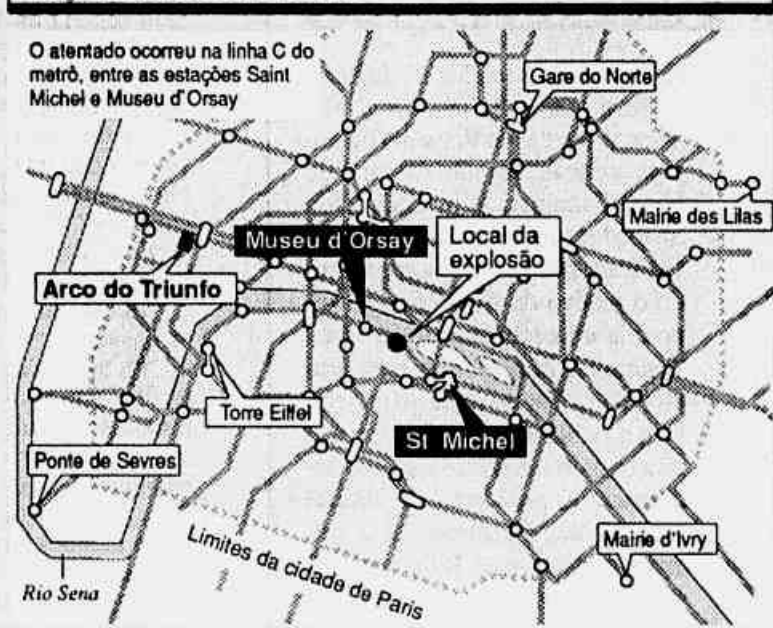 O atentado ocorreu na linha C do
metrô, entre as estações Saint
Michel e Museu d'Orsay
Gare do Norte
Mairie des Lilas
Museu d'Orsay
Local da
explosão
Arco do Triunfo
Torre Eiffel
St Michel
Ponte de Sevres
Mairie d'Ivry
Limites da cidade de Paris
Rio Sena